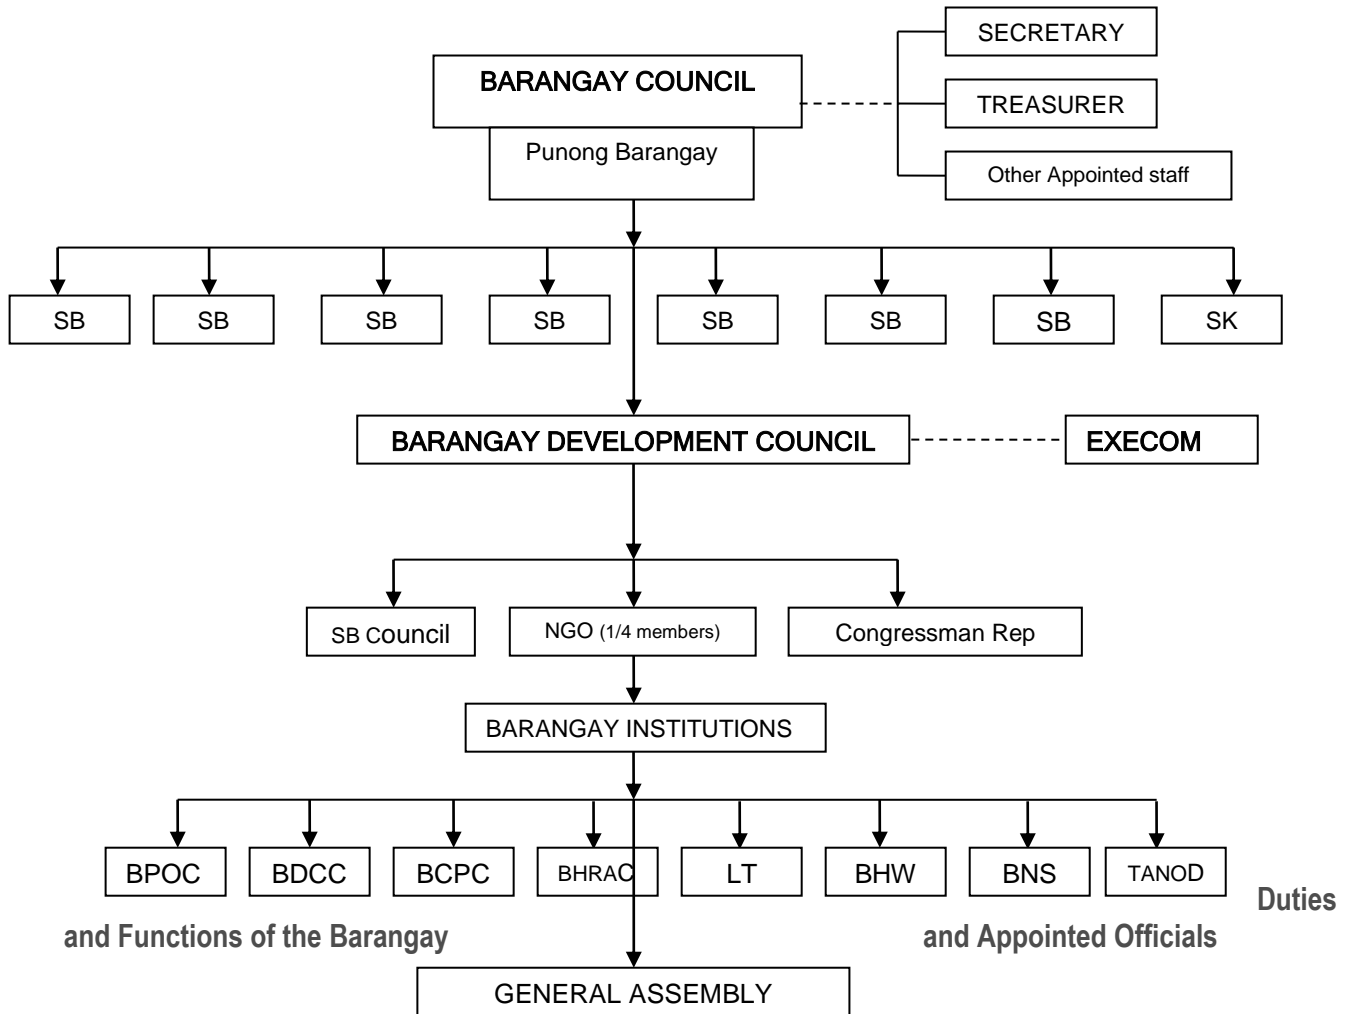 SECRETARY
BARANGAY COUNCIL
TREASURER
Punong Barangay
Other Appointed staff
SB
SB
SB
SB
SB
SB
SB
SK
BARANGAY DEVELOPMENT COUNCIL
EXECOM
SB Council
NGO (1/4 members)
Congressman Rep
BARANGAY INSTITUTIONS
BPOC
BDCC
BCPC
BHRAC
LT
BHW
BNS
TANOD
Duties
and Functions of the Barangay
and Appointed Officials
GENERAL ASSEMBLY